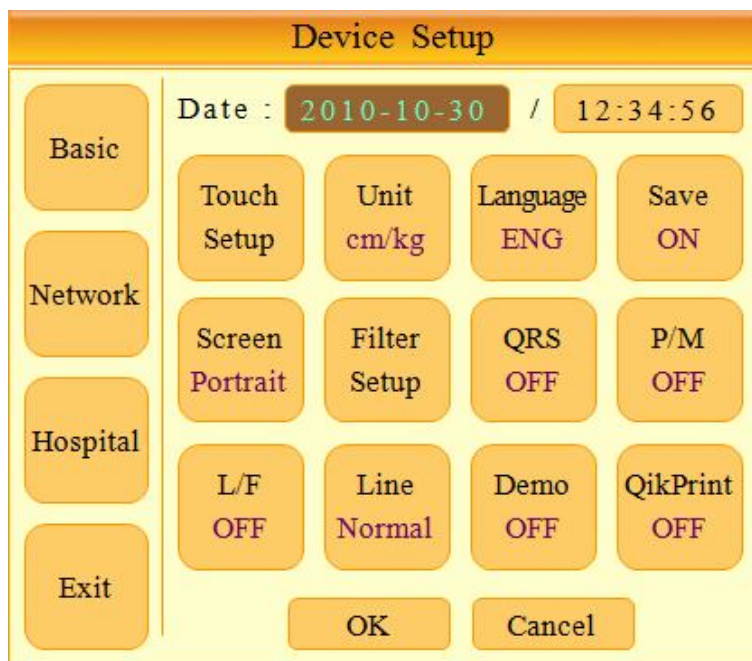 Device Setup
Basic
Network
Hospital
Exit
Date : 2010-10-30 / 12:34:56
Touch
Setup
Unit
cm/kg
Language
ENG
Save
ON
Screen
Portrait
Filter
Setup
QRS
OFF
P/M
OFF
L/F
OFF
Line
Normal
Demo
OFF
QikPrint
OFF
OK
Cancel